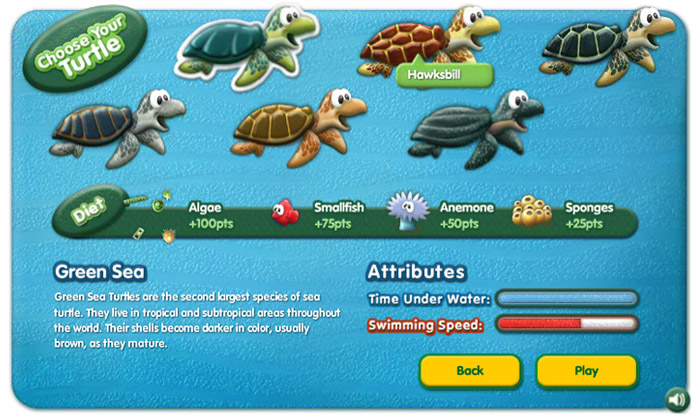 Choose Your
Turtle
Hawksbill
Diet
Algae
+100pts
Smallfish
+75pts
Anemone
+50pts
Sponges
+25pts
Green Sea
Green Sea Turtles are the second largest species of sea
turtle. They live in tropical and subtropical areas throughout
the world. Their shells become darker in color, usually
brown, as they mature.
Attributes
Time Under Water:
Swimming Speed:
Back
Play